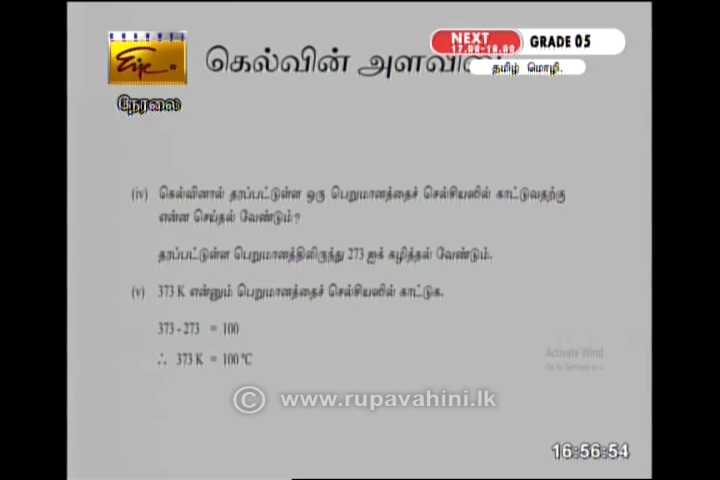 NEXT
17.00-18.00
GRADE 05
தமிழ் மொழி.
Eye
நேரலை
கெல்வின்
(iv) கெல்வினால் தரப்பட்டுள்ள ஒரு பெறுமானத்தைச் செல்சியஸில் காட்டுவதற்கு
என்ன செய்தல் வேண்டும்?
தரப்பட்டுள்ள பெறுமானத்திலிருந்து 273 ஐக் கழித்தல் வேண்டும்.
(v) 373 K என்னும் பெறுமானத்தைச் செல்சியஸில் காட்டுக.
373 - 273 = 100
∴ 373 K = 100 °C
Activate Wind
© www.rupavahini.lk
16:56:54